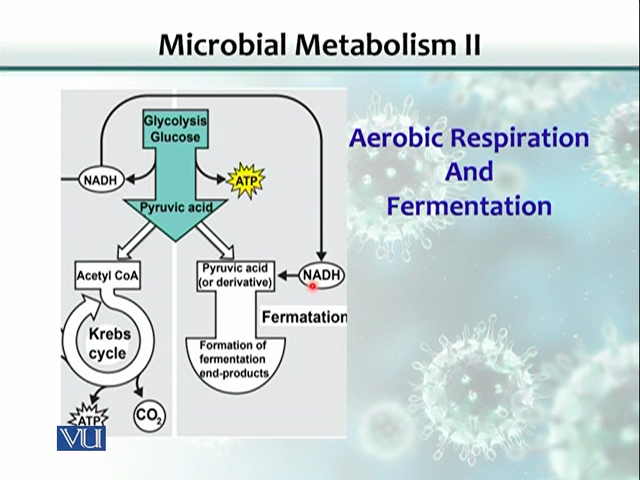 Microbial Metabolism II
Glycolysis
Glucose
NADH
ATP
Pyruvic acid
Acetyl CoA
Pyruvic acid
(or derivative)
NADH
Fermatation
Krebs
cycle
Formation of
fermentation
end-products
ATP
CO₂
VU
Aerobic Respiration
And
Fermentation